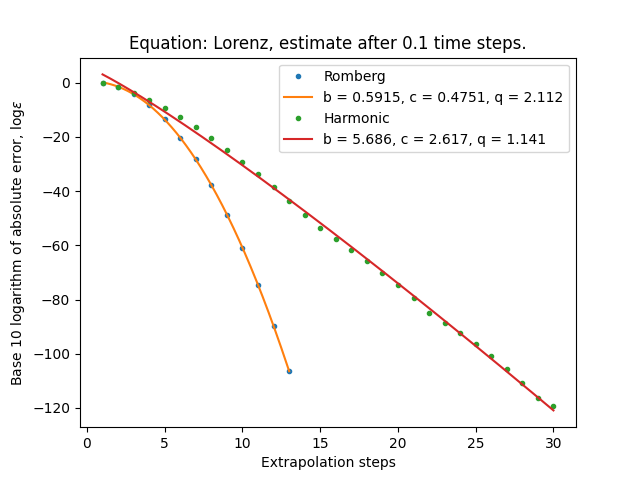 Equation: Lorenz, estimate after 0.1 time steps.
Romberg
b = 0.5915, c = 0.4751, q = 2.112
Harmonic
b = 5.686, c = 2.617, q = 1.141
Base 10 logarithm of absolute error, logε
0
−20
−40
−60
−80
−100
−120
0 5 10 15 20 25 30
Extrapolation steps